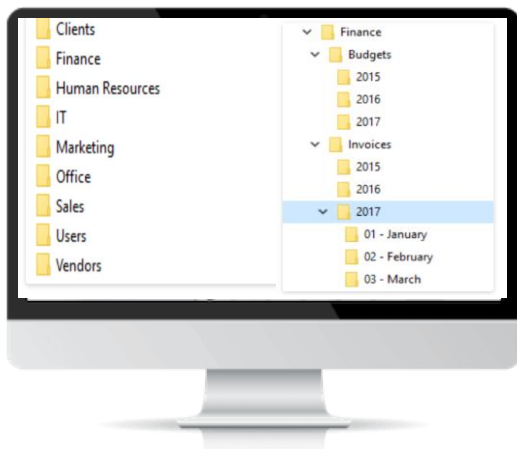 Clients
Finance
Human Resources
IT
Marketing
Office
Sales
Users
Vendors
Finance
Budgets
2015
2016
2017
Invoices
2015
2016
2017
01 - January
02 - February
03 - March